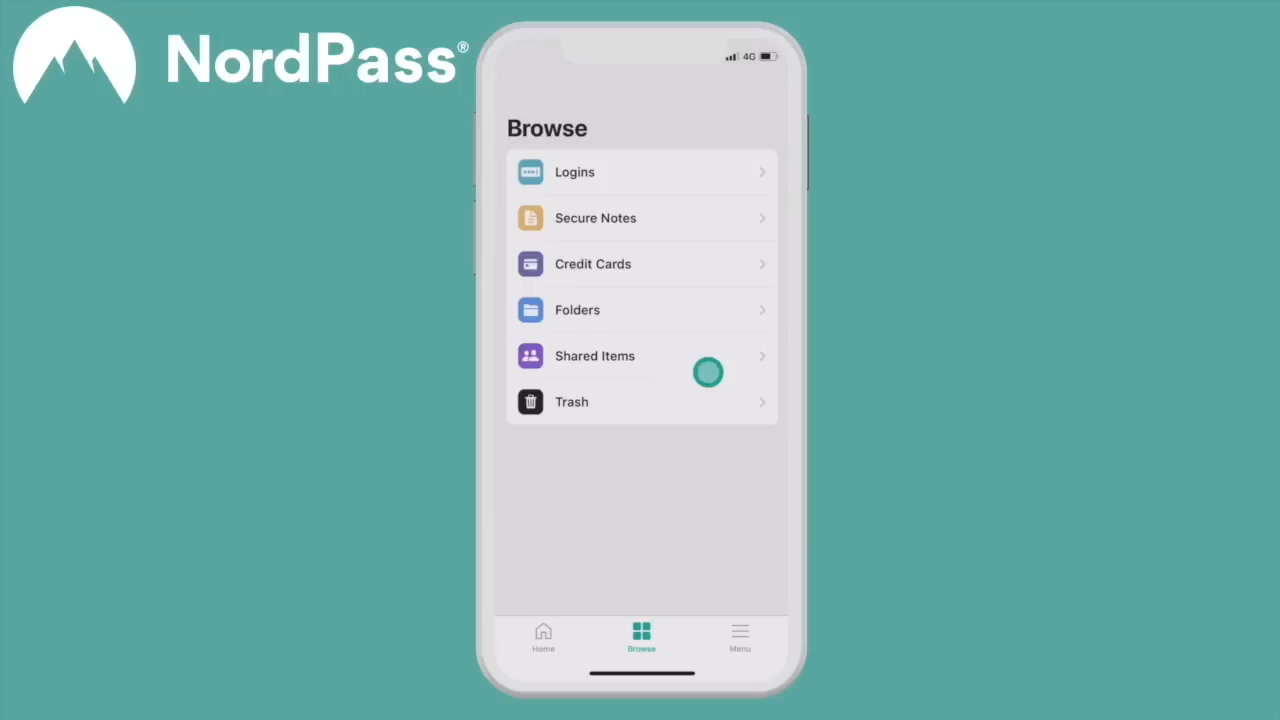 NordPass®
4G
Browse
Logins
Secure Notes
Credit Cards
Folders
Shared Items
Trash
Home
Browse
Menu